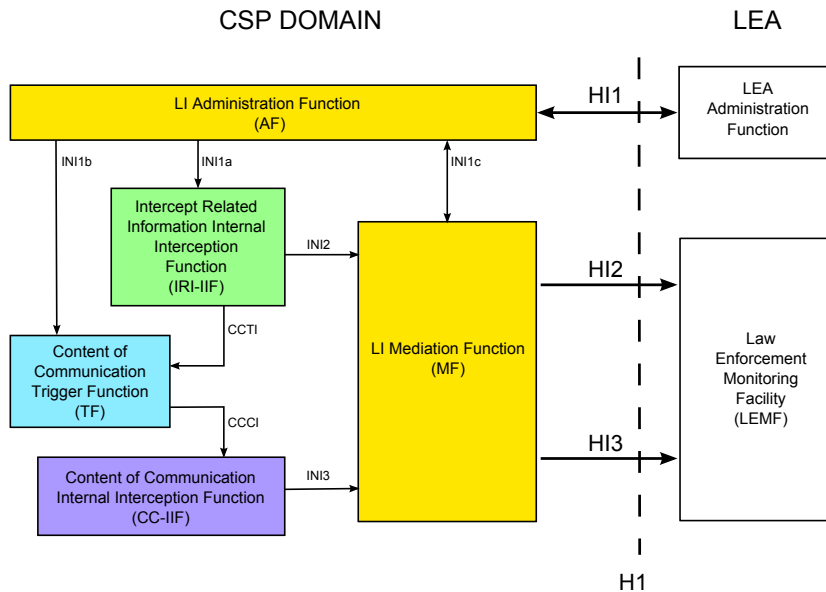 CSP DOMAIN
LEA
LI Administration Function
(AF)
HI1
LEA
Administration
Function
INI1b
INI1a
INI1c
Intercept Related
Information Internal
Interception
Function
(IRI-IIF)
INI2
HI2
CCTI
Content of
Communication
Trigger Function
(TF)
LI Mediation Function
(MF)
Law
Enforcement
Monitoring
Facility
(LEMF)
CCCI
HI3
Content of Communication
Internal Interception Function
(CC-IIF)
INI3
H1